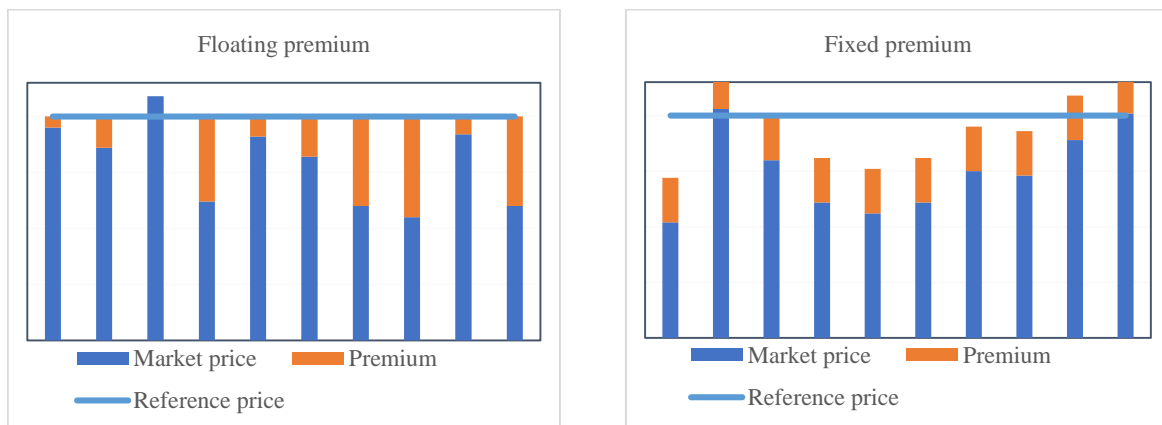 Floating premium
Market price
Premium
Reference price
Fixed premium
Market price
Premium
Reference price